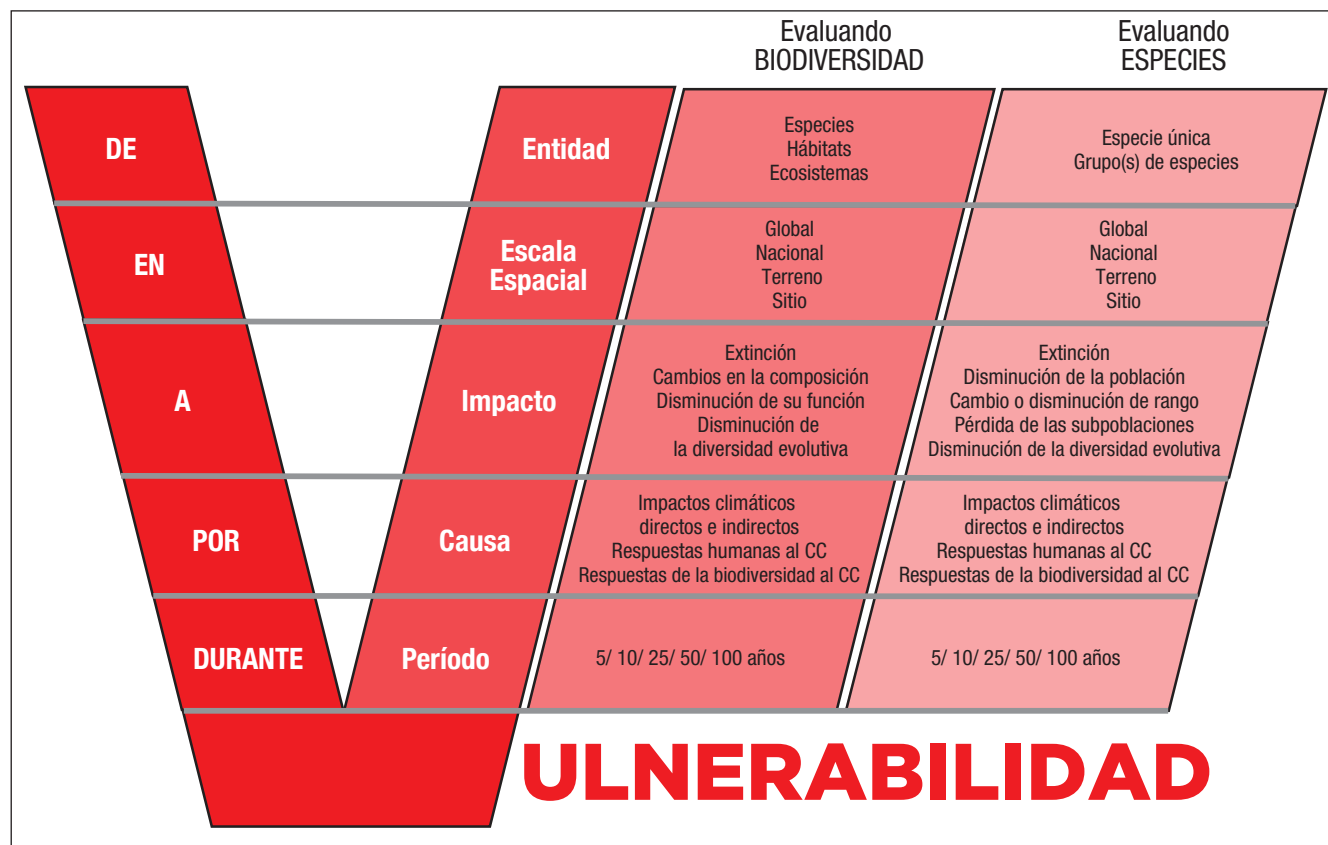 Evaluando
BIODIVERSIDAD
Evaluando
ESPECIES
DE
Entidad
Especies
Hábitats
Ecosistemas
Especie única
Grupo(s) de especies
EN
Escala
Espacial
Global
Nacional
Terreno
Sitio
Global
Nacional
Terreno
Sitio
A
Impacto
Extinción
Cambios en la composición
Disminución de su función
Disminución de
la diversidad evolutiva
Extinción
Disminución de la población
Cambio o disminución de rango
Pérdida de las subpoblaciones
Disminución de la diversidad evolutiva
POR
Causa
Impactos climáticos
directos e indirectos
Respuestas humanas al CC
Respuestas de la biodiversidad al CC
Impactos climáticos
directos e indirectos
Respuestas humanas al CC
Respuestas de la biodiversidad al CC
DURANTE
Período
5/ 10/ 25/ 50/ 100 años
5/ 10/ 25/ 50/ 100 años
VULNERABILIDAD